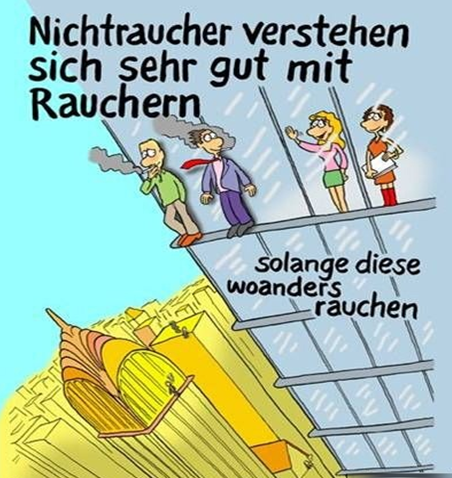 Nichtraucher verstehen
sich sehr gut mit
Rauchern
solange diese
woanders
rauchen